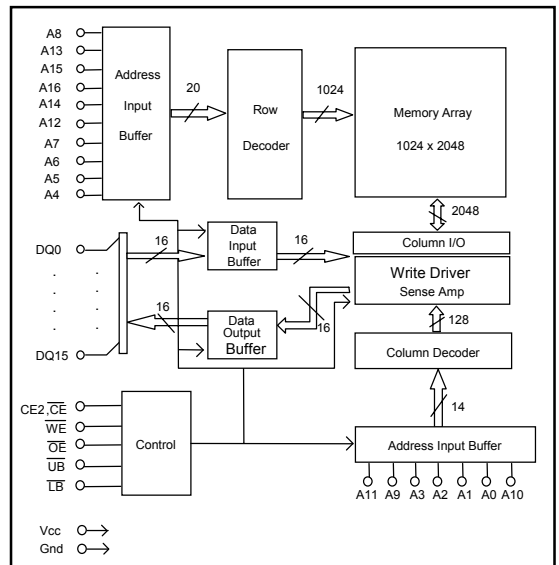 A8
A13
A15
A16
A14
A12
A7
A6
A5
A4
Address
Input
Buffer
20
Row
Decoder
1024
Memory Array
1024 x 2048
2048
DQ0
DQ15
16
Data
Input
Buffer
16
Column I/O
Write Driver
Sense Amp
16
Data
Output
Buffer
16
128
Column Decoder
14
CE2,CE
WE
OE
UB
LB
Control
Address Input Buffer
A11 A9 A3 A2 A1 A0 A10
Vcc
Gnd